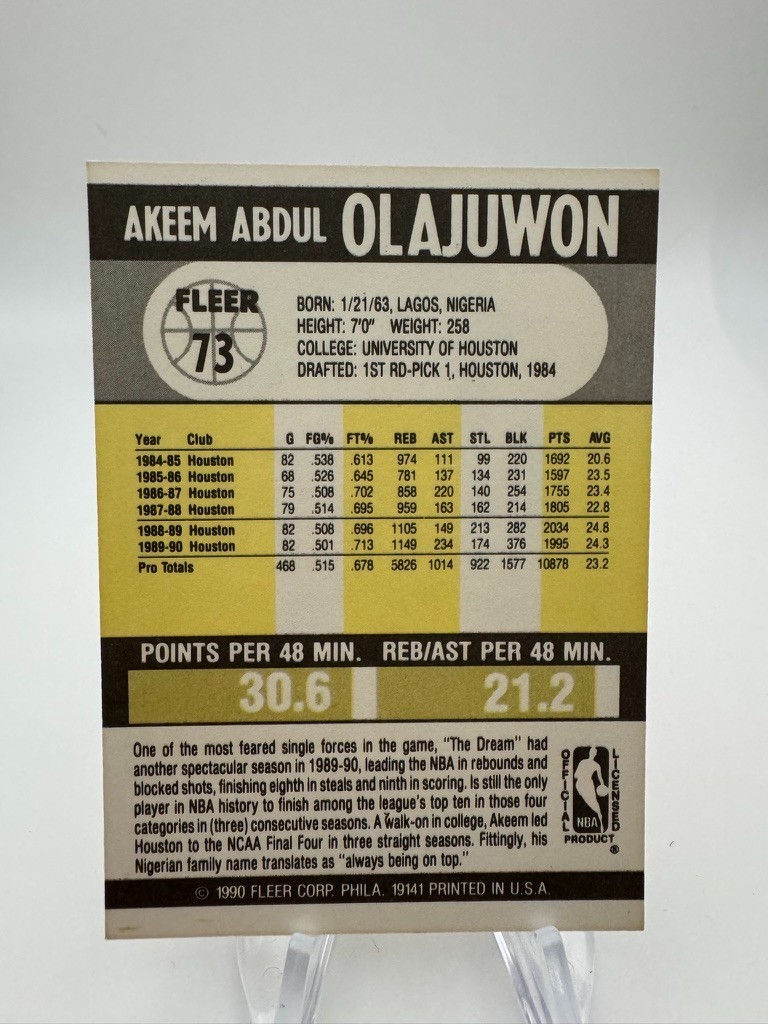 AKEEM ABDUL OLAJUWON
FLEER
73
BORN: 1/21/63, LAGOS, NIGERIA
HEIGHT: 7'0" WEIGHT: 258
COLLEGE: UNIVERSITY OF HOUSTON
DRAFTED: 1ST RD-PICK 1, HOUSTON, 1984
Year Club G FG% FT% REB AST STL BLK PTS AVG
1984-85 Houston 82 .538 .613 974 111 99 220 1692 20.6
1985-86 Houston 68 .526 .645 781 137 134 231 1597 23.5
1986-87 Houston 75 .508 .702 858 220 140 254 1755 23.4
1987-88 Houston 79 .514 .695 959 163 162 214 1805 22.8
1988-89 Houston 82 .508 .696 1105 149 213 282 2034 24.8
1989-90 Houston 82 .501 .713 1149 234 174 376 1995 24.3
Pro Totals 468 .515 .678 5826 1014 922 1577 10878 23.2
POINTS PER 48 MIN. REB/AST PER 48 MIN.
30.6 21.2
One of the most feared single forces in the game, "The Dream" had
another spectacular season in 1989-90, leading the NBA in rebounds and
blocked shots, finishing eighth in steals and ninth in scoring. Is still the only
player in NBA history to finish among the league's top ten in those four
categories in (three) consecutive seasons. A walk-on in college, Akeem led
Houston to the NCAA Final Four in three straight seasons. Fittingly, his
Nigerian family name translates as "always being on top."
OFFICIAL
LICENSED
NBA
PRODUCT ®
© 1990 FLEER CORP. PHILA. 19141 PRINTED IN U.S.A.